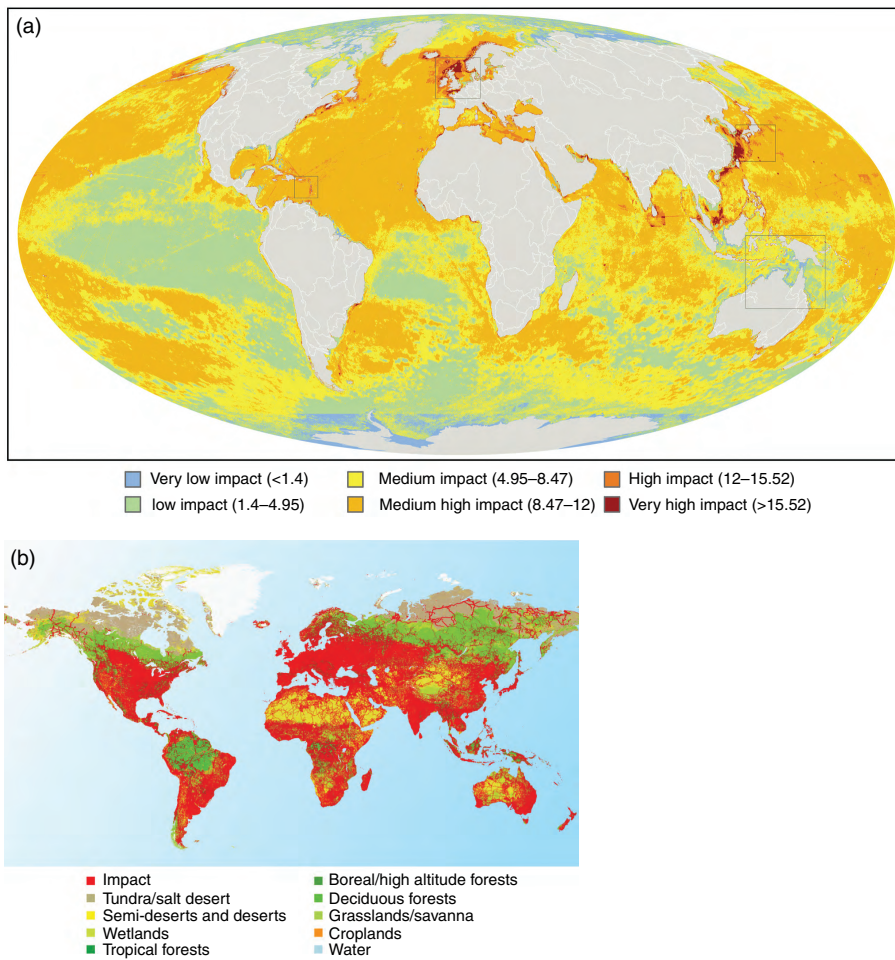 (a)
Very low impact (<1.4)
Medium impact (4.95–8.47)
High impact (12–15.52)
low impact (1.4–4.95)
Medium high impact (8.47–12)
Very high impact (>15.52)
(b)
Impact
Tundra/salt desert
Semi-deserts and deserts
Wetlands
Tropical forests
Boreal/high altitude forests
Deciduous forests
Grasslands/savanna
Croplands
Water